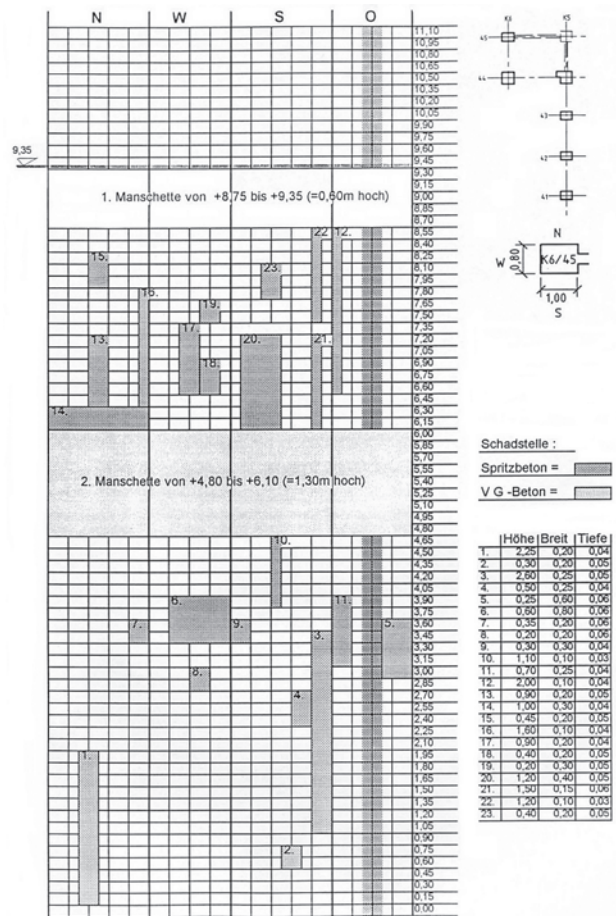 N W S O
11,10
10,95
10,80
10,65
10,50
10,35
10,20
10,05
9,90
9,75
9,60
9,45
9,30
9,15
9,00
8,85
8,70
8,55
8,40
8,25
8,10
7,95
7,80
7,65
7,50
7,35
7,20
7,05
6,90
6,75
6,60
6,45
6,30
6,15
6,00
5,85
5,70
5,55
5,40
5,25
5,10
4,95
4,80
4,65
4,50
4,35
4,20
4,05
3,90
3,75
3,60
3,45
3,30
3,15
3,00
2,85
2,70
2,55
2,40
2,25
2,10
1,95
1,80
1,65
1,50
1,35
1,20
1,05
0,90
0,75
0,60
0,45
0,30
0,15
0,00
9,35
1. Manschette von +8,75 bis +9,35 (=0,60m hoch)
22 12.
15.
23.
16.
19.
17.
13. 20. 21.
18.
14.
2. Manschette von +4,80 bis +6,10 (=1,30m hoch)
10.
6. 11.
7. 9. 5.
3.
8.
4.
1.
2.
K6 K5
45
44
43
42
41
N
W 0,80 K6/45
1,00
S
Schadstelle :
Spritzbeton =
V G -Beton =
Höhe Breit Tiefe
1. 2,25 0,20 0,04
2. 0,30 0,20 0,05
3. 2,60 0,25 0,05
4. 0,50 0,25 0,04
5. 0,25 0,60 0,06
6. 0,60 0,80 0,06
7. 0,35 0,20 0,06
8. 0,20 0,20 0,06
9. 0,30 0,30 0,04
10. 1,10 0,10 0,03
11. 0,70 0,25 0,04
12. 2,00 0,10 0,04
13. 0,90 0,20 0,05
14. 1,00 0,30 0,04
15. 0,45 0,20 0,05
16. 1,60 0,10 0,04
17. 0,90 0,20 0,04
18. 0,40 0,20 0,05
19. 0,20 0,30 0,05
20. 1,20 0,40 0,05
21. 1,50 0,15 0,06
22. 1,20 0,10 0,03
23. 0,40 0,20 0,05